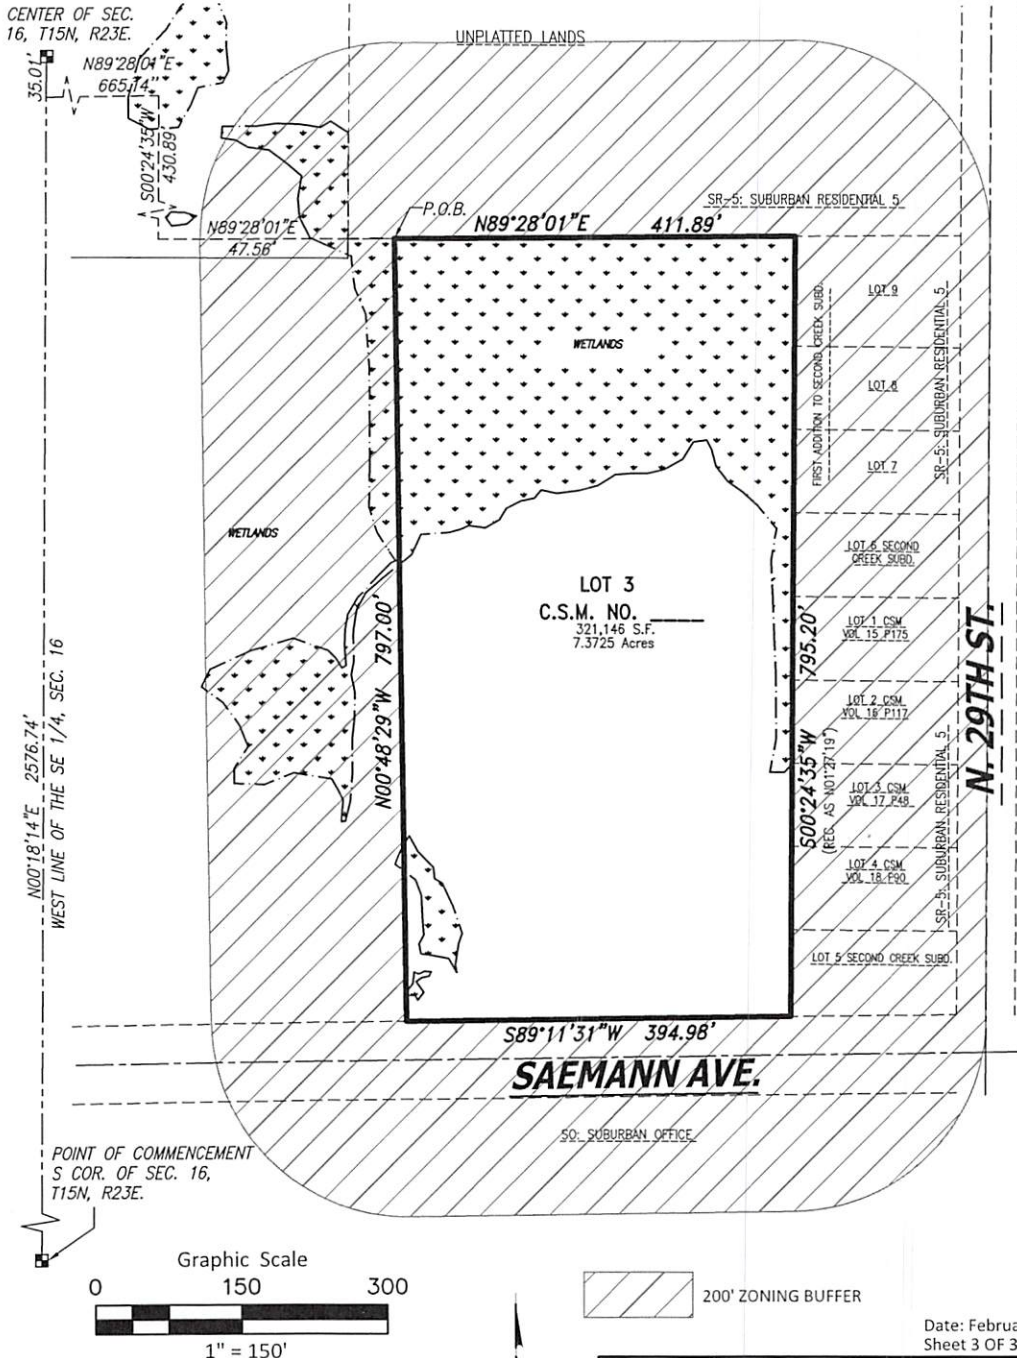 CENTER OF SEC.
16, T15N, R23E.
35.01'
N89°28'01"E
665.14'
S00°24'35"W
430.89
N89°28'01"E
47.56'
UNPLATTED LANDS
SR-5: SUBURBAN RESIDENTIAL 5
P.O.B.
N89°28'01"E 411.89'
WETLANDS
FIRST ADDITION TO SECOND CREEK SUBD.
LOT 9
LOT 8
LOT 7
SR-5: SUBURBAN RESIDENTIAL 5
WETLANDS
LOT 6 SECOND
CREEK SUBD.
LOT 3
C.S.M. NO. ______
321,146 S.F.
7.3725 Acres
N00°48'29"W 797.00'
S00°24'35"W 795.20'
(REC. AS N01°27'19")
LOT 1 CSM
VOL 15 P175
LOT 2 CSM
VOL 16 P117
LOT 3 CSM
VOL 17 P48
LOT 4 CSM
VOL 18 P90
SR-5: SUBURBAN RESIDENTIAL 5
LOT 5 SECOND CREEK SUBD.
N. 29TH ST.
N00°18'14"E 2576.74'
WEST LINE OF THE SE 1/4, SEC. 16
S89°11'31"W 394.98'
SAEMANN AVE.
SO: SUBURBAN OFFICE
POINT OF COMMENCEMENT
S COR. OF SEC. 16,
T15N, R23E.
Graphic Scale
0 150 300
1" = 150'
200' ZONING BUFFER
Date: Februa
Sheet 3 OF 3